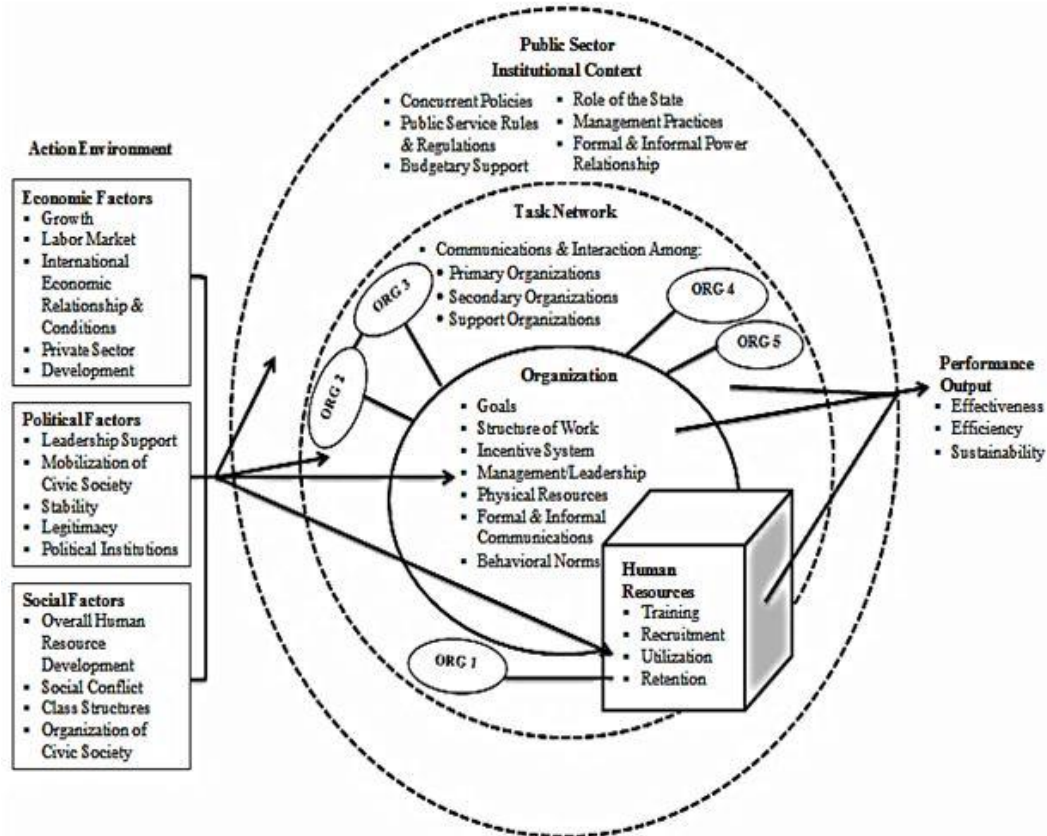 Public Sector
Institutional Context
▪ Concurrent Policies
▪ Public Service Rules
& Regulations
▪ Budgetary Support
▪ Role of the State
▪ Management Practices
▪ Formal & Informal Power
Relationship
Action Environment
Economic Factors
▪ Growth
▪ Labor Market
▪ International
Economic
Relationship &
Conditions
▪ Private Sector
▪ Development
Political Factors
▪ Leadership Support
▪ Mobilization of
Civic Society
▪ Stability
▪ Legitimacy
▪ Political Institutions
Social Factors
▪ Overall Human
Resource
Development
▪ Social Conflict
▪ Class Structures
▪ Organization of
Civic Society
Task Network
▪ Communications & Interaction Among:
• Primary Organizations
• Secondary Organizations
• Support Organizations
ORG 3
ORG 2
ORG 4
ORG 5
Organization
▪ Goals
▪ Structure of Work
▪ Incentive System
▪ Management/Leadership
▪ Physical Resources
▪ Formal & Informal
Communications
▪ Behavioral Norms
Human
Resources
▪ Training
▪ Recruitment
▪ Utilization
▪ Retention
ORG 1
Performance
Output
▪ Effectiveness
▪ Efficiency
▪ Sustainability